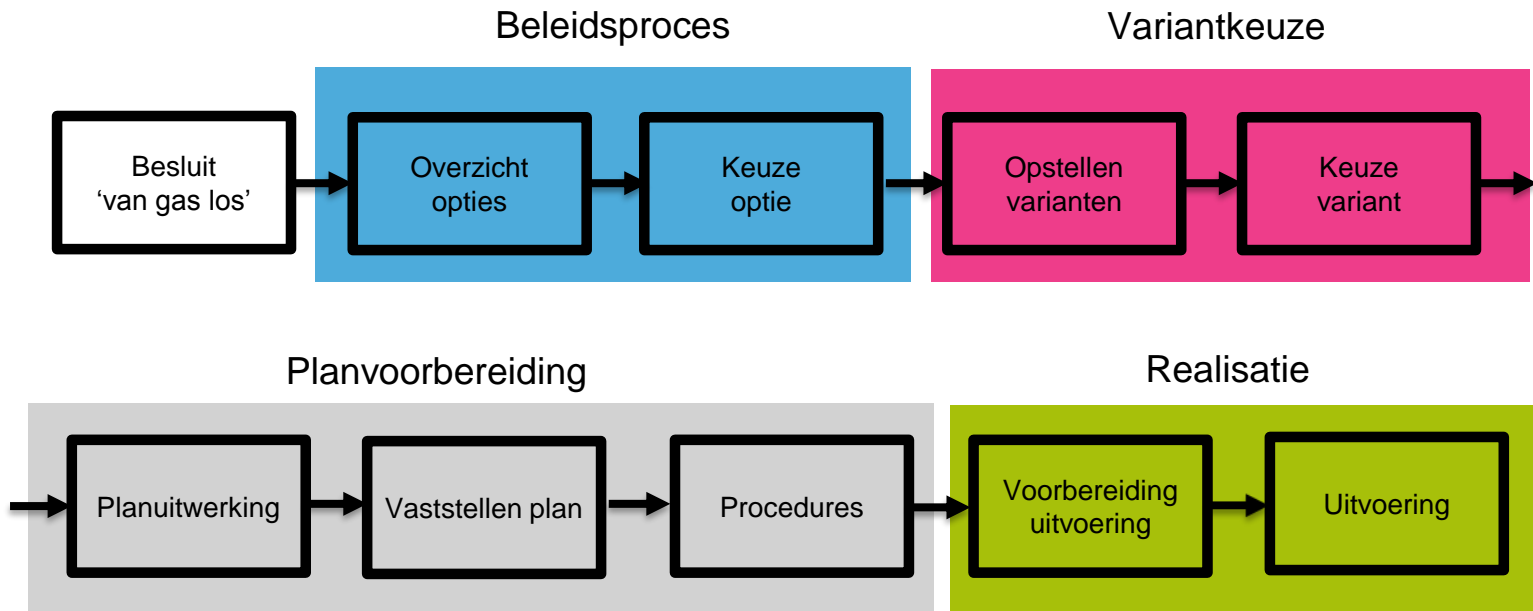 Beleidsproces
Variantkeuze
Besluit
‘van gas los’
Overzicht
opties
Keuze
optie
Opstellen
varianten
Keuze
variant
Planvoorbereiding
Realisatie
Planuitwerking
Vaststellen plan
Procedures
Voorbereiding
uitvoering
Uitvoering